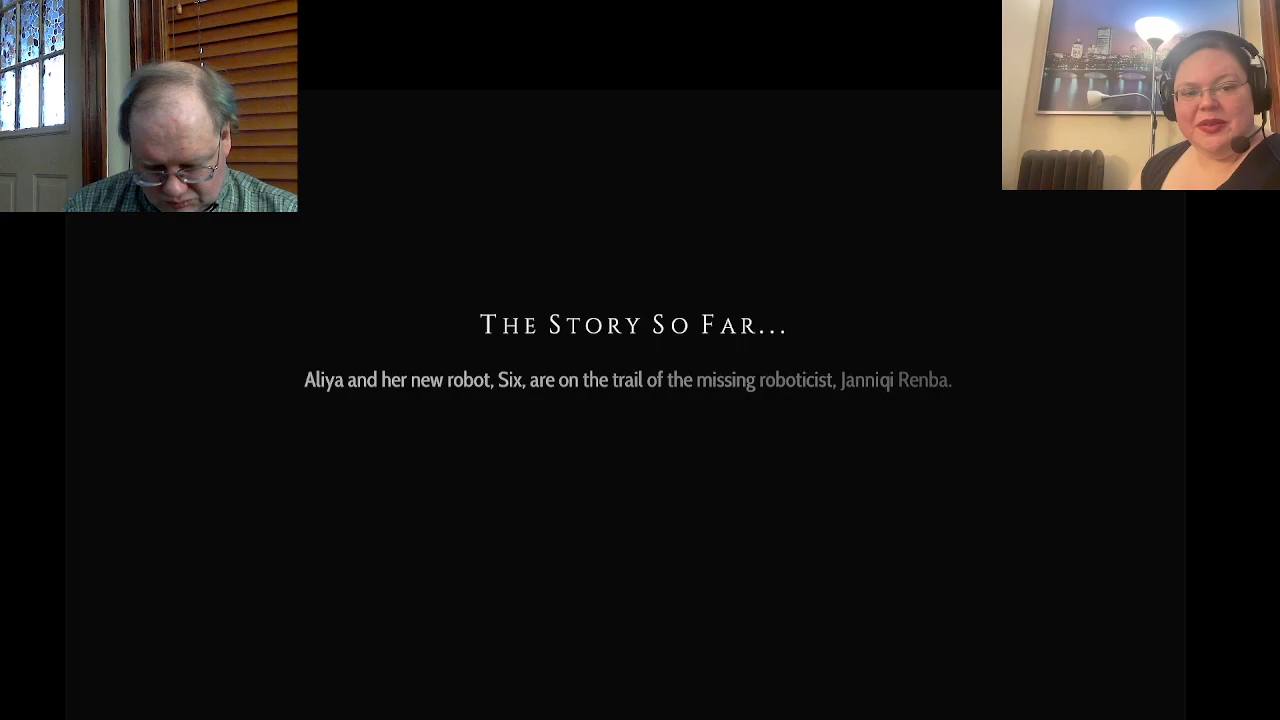 The Story So Far...
Aliya and her new robot, Six, are on the trail of the missing roboticist, Janniqi Renba.